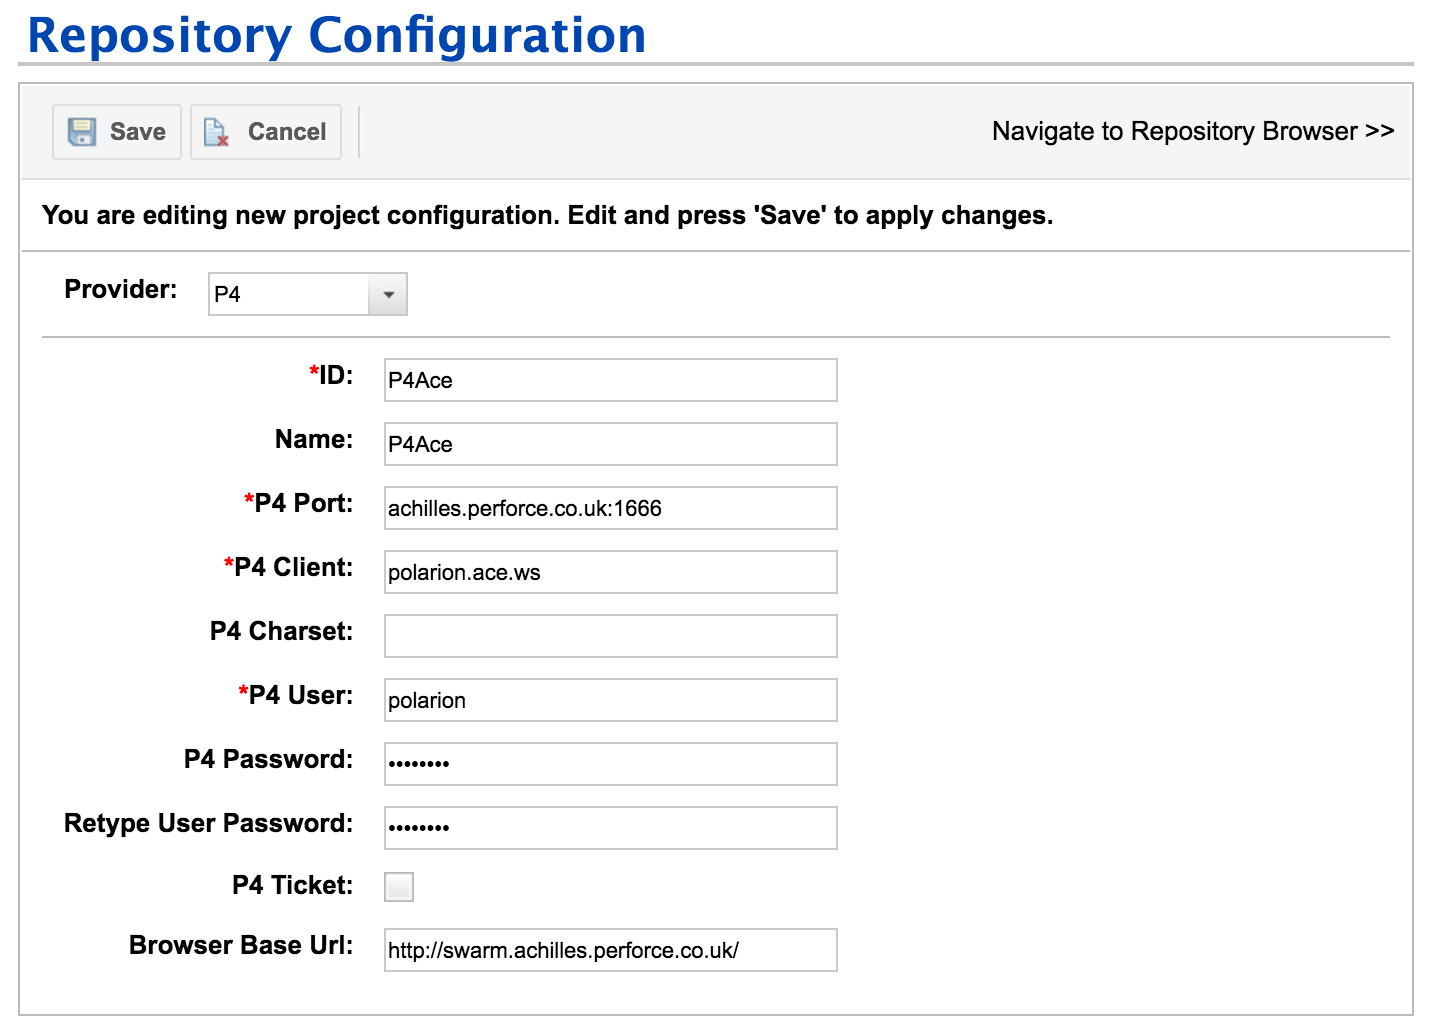 Repository Configuration
Save Cancel Navigate to Repository Browser >>
You are editing new project configuration. Edit and press 'Save' to apply changes.
Provider: P4
*ID: P4Ace
Name: P4Ace
*P4 Port: achilles.perforce.co.uk:1666
*P4 Client: polarion.ace.ws
P4 Charset:
*P4 User: polarion
P4 Password: ••••••••
Retype User Password: ••••••••
P4 Ticket:
Browser Base Url: http://swarm.achilles.perforce.co.uk/